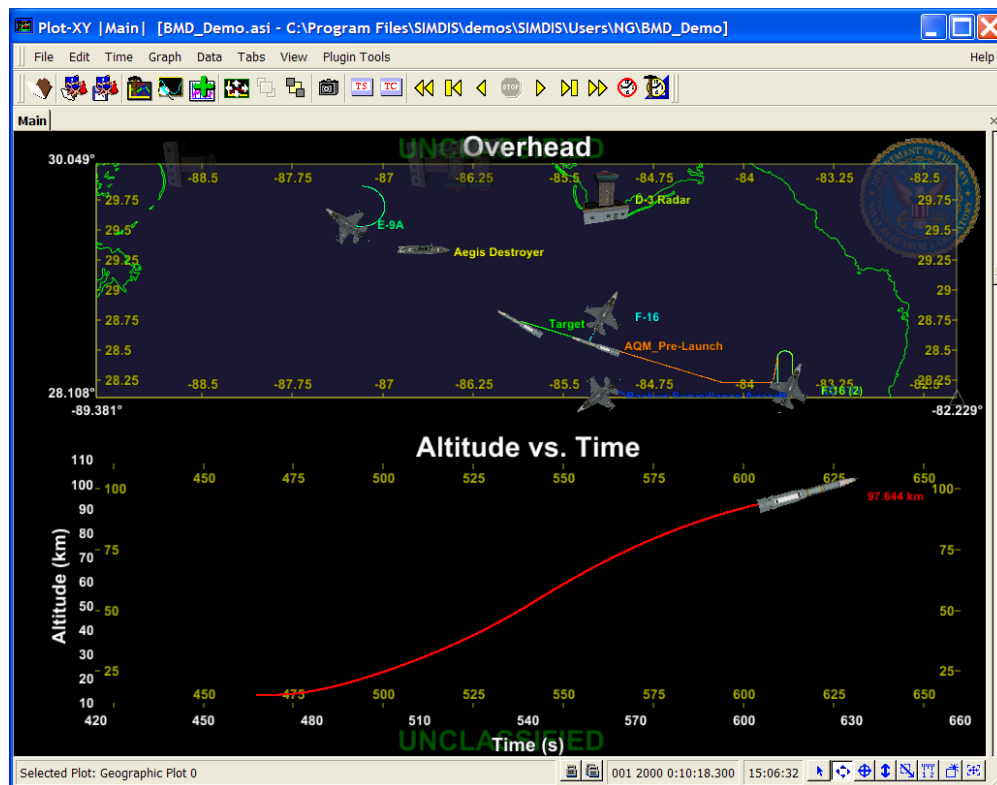 Plot-XY |Main| [BMD_Demo.asi - C:\Program Files\SIMDIS\demos\SIMDIS\Users\NG\BMD_Demo]
File Edit Time Graph Data Tabs View Plugin Tools Help
TS TC STOP
Main
UNCLASSIFIED
Overhead
30.049°
-88.5 -87.75 -87 -86.25 -85.5 -84.75 -84 -83.25 -82.5
29.75 D-3 Radar 29.75
29.5 E-9A 29.5
29.25 Aegis Destroyer 29.25
29 29
28.75 Target F-16 28.75
28.5 AQM_Pre-Launch 28.5
28.25 -88.5 -87.75 -87 -86.25 -85.5 -84.75 -84 -83.25 -82.5 28.25
28.108° F-16 (2)
-89.381° -82.229°
Altitude vs. Time
110
450 475 500 525 550 575 600 625 650
100 100 100
97.644 km
90
80
75 75
70
60
50 50 50
40
30
25 25
20
450 475 500 525 550 575 600 625 650
10
420 450 480 510 540 570 600 630 660
Altitude (km)
Time (s)
UNCLASSIFIED
Selected Plot: Geographic Plot 0 001 2000 0:10:18.300 15:06:32